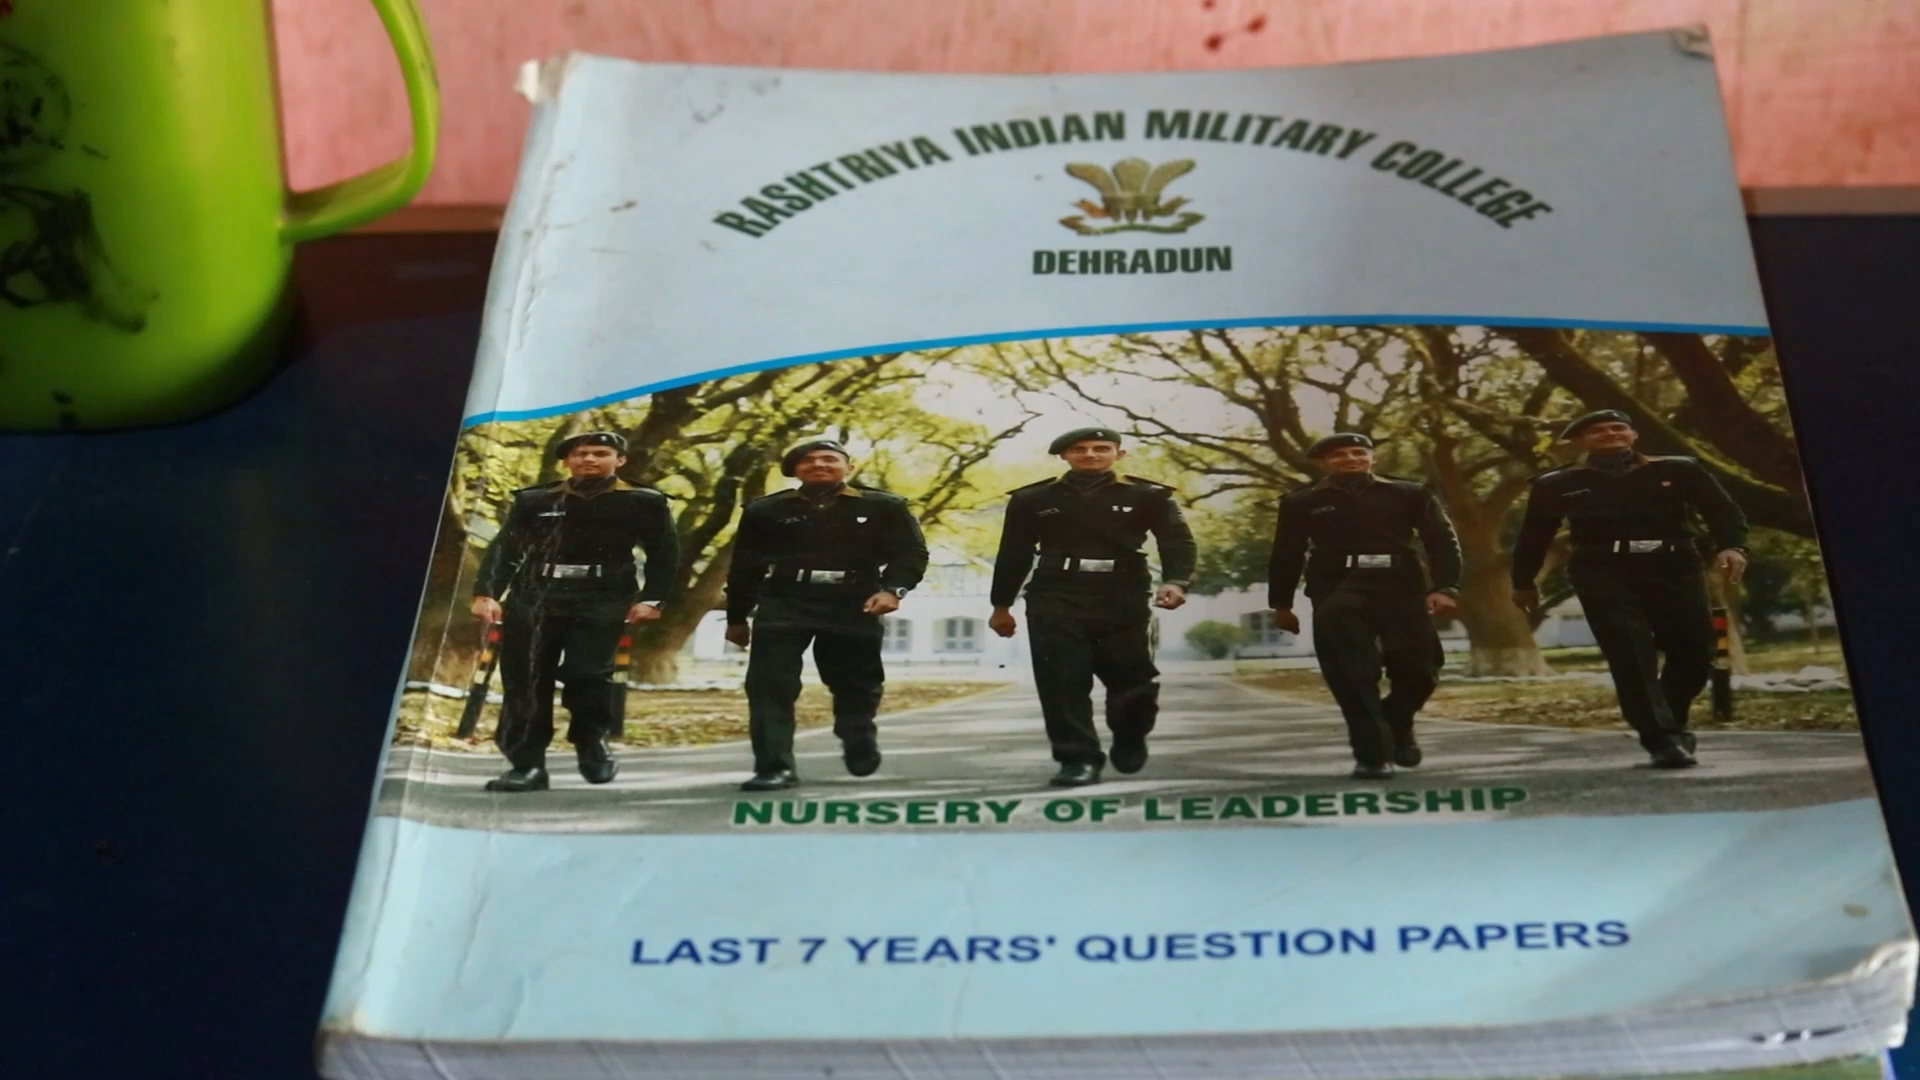 RASHTRIYA INDIAN MILITARY COLLEGE
DEHRADUN
NURSERY OF LEADERSHIP
LAST 7 YEARS' QUESTION PAPERS